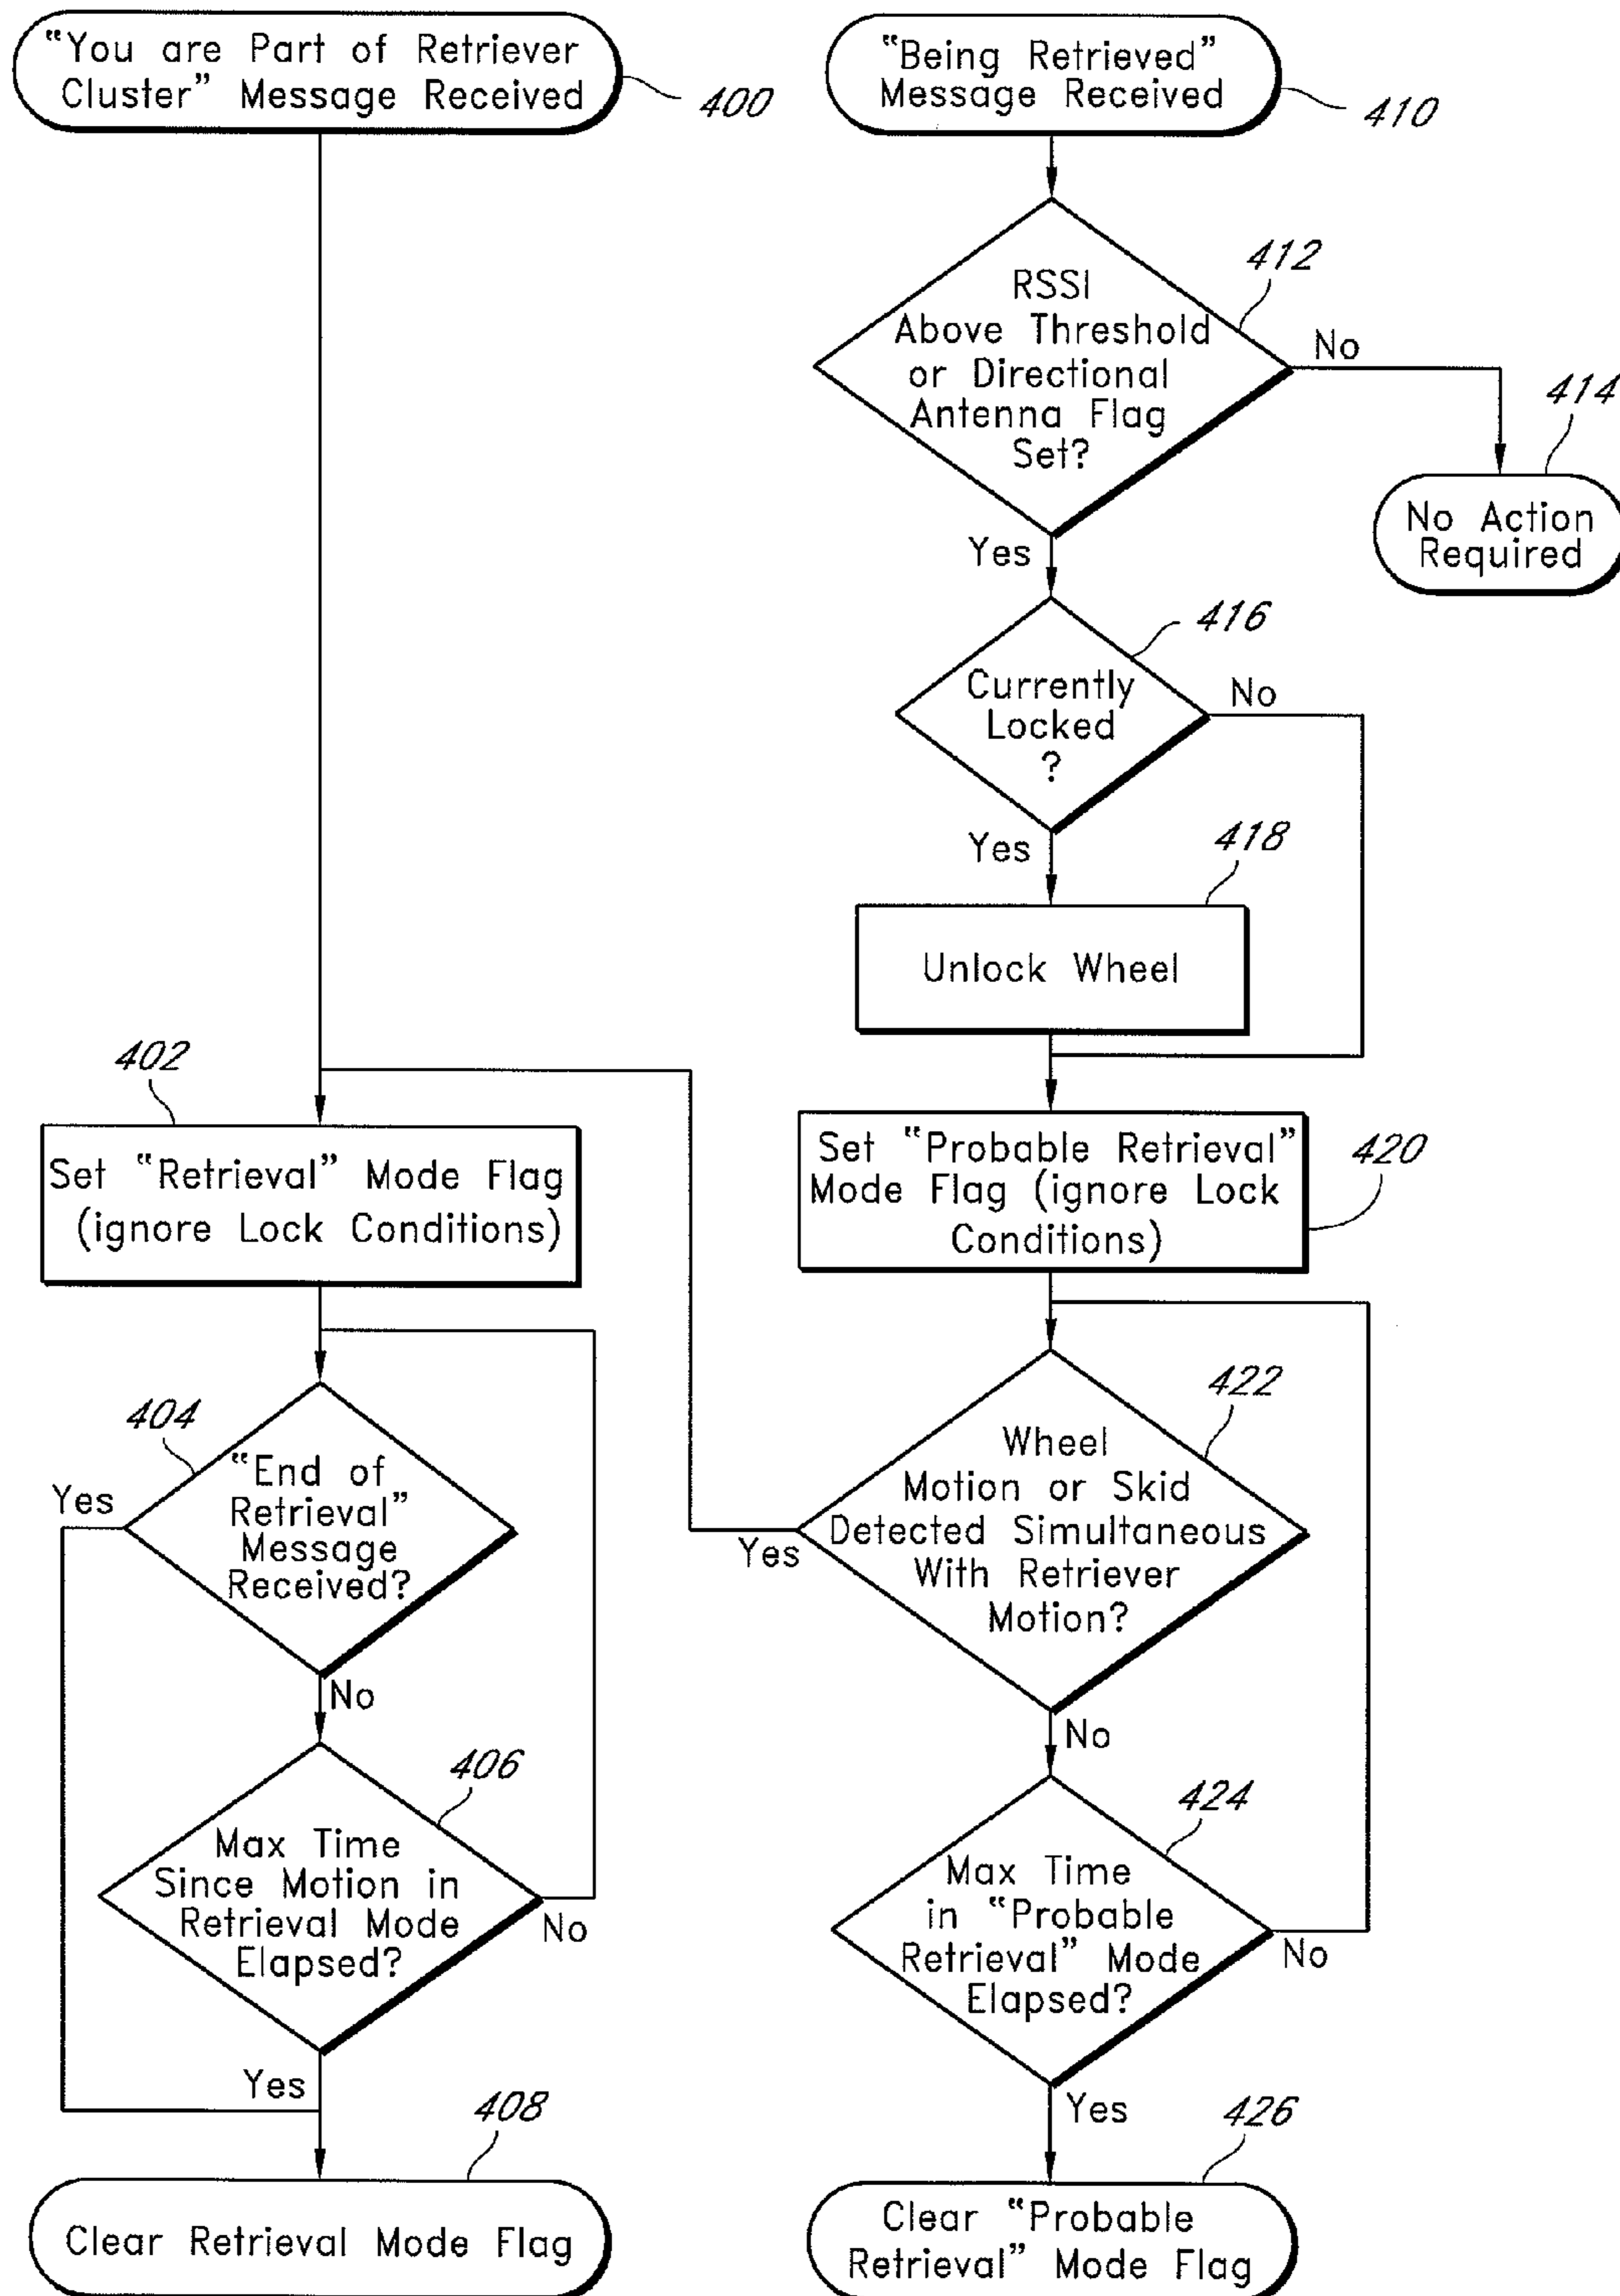 “You are Part of Retriever
Cluster” Message Received
400
“Being Retrieved”
Message Received
410
RSSI
Above Threshold
or Directional
Antenna Flag
Set?
412
No
414
No Action
Required
Yes
416
Currently
Locked
?
No
Yes
418
Unlock Wheel
402
Set “Retrieval” Mode Flag
(ignore Lock Conditions)
Set “Probable Retrieval”
Mode Flag (ignore Lock
Conditions)
420
404
“End of
Retrieval”
Message
Received?
Yes
No
422
Wheel
Motion or Skid
Detected Simultaneous
With Retriever
Motion?
Yes
No
406
Max Time
Since Motion in
Retrieval Mode
Elapsed?
No
Yes
424
Max Time
in “Probable
Retrieval” Mode
Elapsed?
No
Yes
408
Clear Retrieval Mode Flag
426
Clear “Probable
Retrieval” Mode Flag